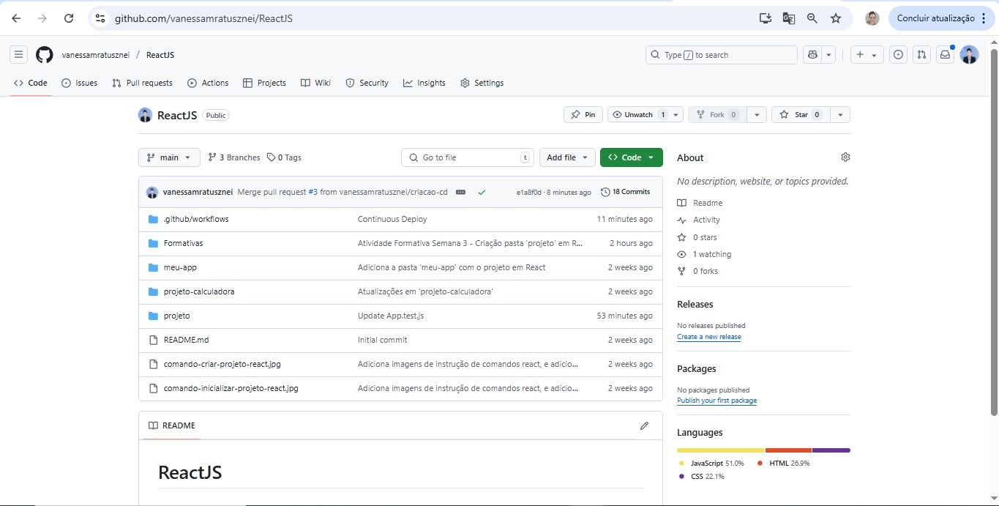 github.com/vanessamratusznei/ReactJS
Concluir atualização
vanessamratusznei / ReactJS
Type / to search
Code Issues Pull requests Actions Projects Wiki Security Insights Settings
ReactJS Public
Pin Unwatch 1 Fork 0 Star 0
main 3 Branches 0 Tags Go to file t Add file Code
vanessamratusznei Merge pull request #3 from vanessamratusznei/criacao-cd e1a8f0d · 8 minutes ago 18 Commits
.github/workflows Continuous Deploy 11 minutes ago
Formativas Atividade Formativa Semana 3 - Criação pasta 'projeto' em R... 2 hours ago
meu-app Adiciona a pasta 'meu-app' com o projeto em React 2 weeks ago
projeto-calculadora Atualizações em 'projeto-calculadora' 2 weeks ago
projeto Update App.test.js 53 minutes ago
README.md Initial commit 2 weeks ago
comando-criar-projeto-react.jpg Adiciona imagens de instrução de comandos react, e adicio... 2 weeks ago
comando-inicializar-projeto-react.jpg Adiciona imagens de instrução de comandos react, e adicio... 2 weeks ago
README
ReactJS
About
No description, website, or topics provided.
Readme
Activity
0 stars
1 watching
0 forks
Releases
No releases published
Create a new release
Packages
No packages published
Publish your first package
Languages
JavaScript 51.0% HTML 26.9%
CSS 22.1%